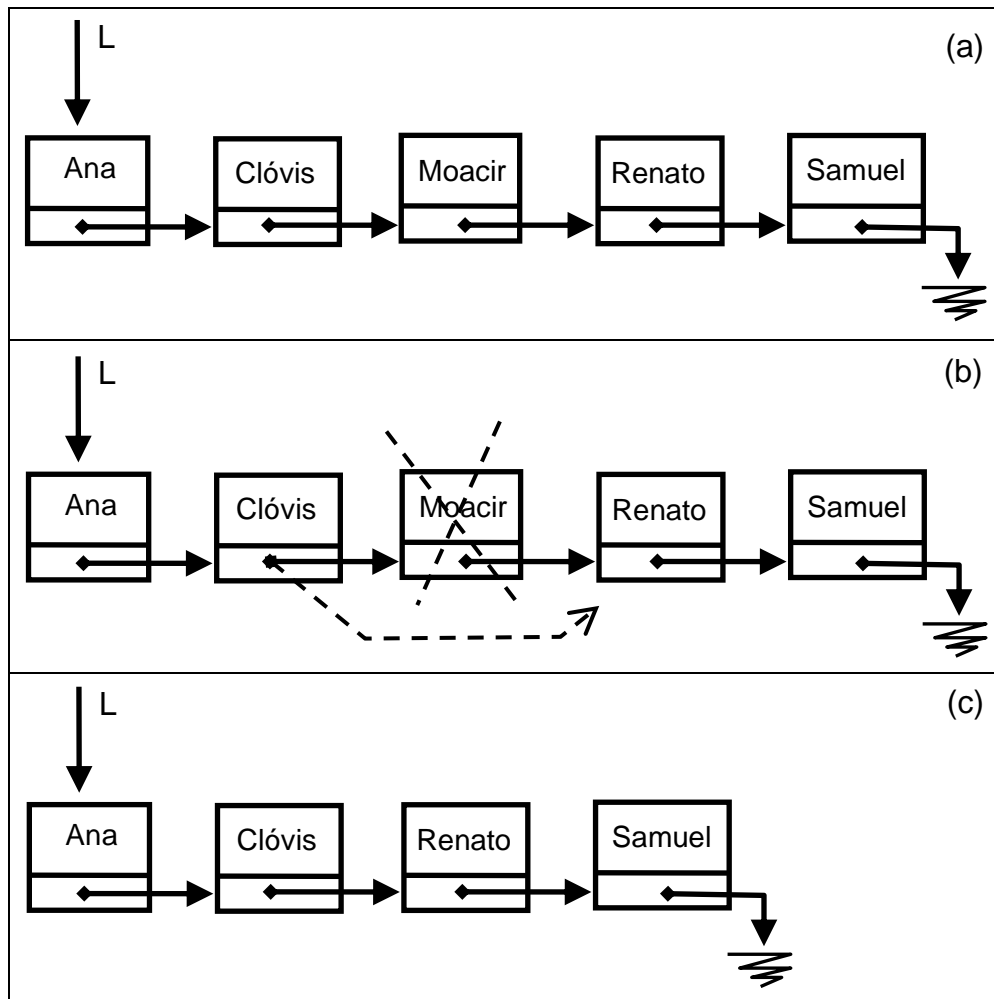 L
(a)
Ana Clóvis Moacir Renato Samuel
L
(b)
Ana Clóvis Moacir Renato Samuel
L
(c)
Ana Clóvis Renato Samuel